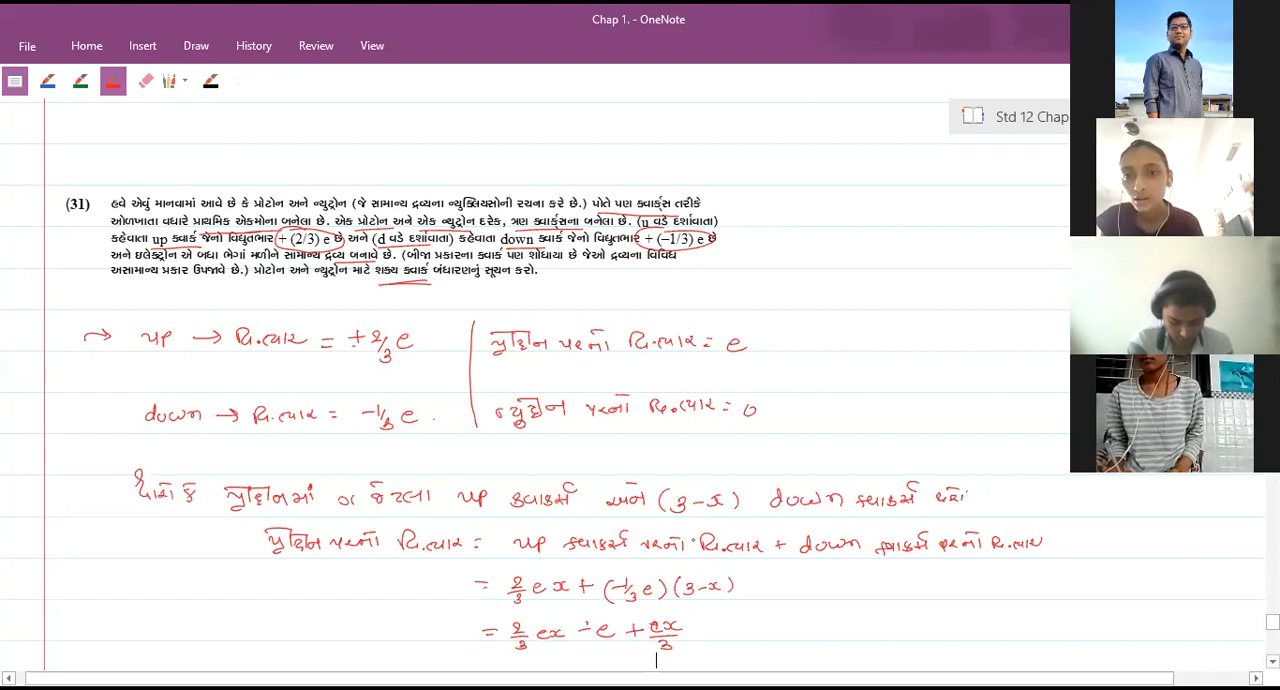 Chap 1. - OneNote
File Home Insert Draw History Review View
Std 12 Chap
(31) હવે એવું માનવામાં આવે છે કે પ્રોટોન અને ન્યુટ્રોન (જે સામાન્ય દ્રવ્યના ન્યુક્લિયસોની રચના કરે છે.) પોતે પણ ક્વાર્ક્સ તરીકે
ઓળખાતા વધારે પ્રાથમિક એકમોના બનેલા છે. એક પ્રોટોન અને એક ન્યુટ્રોન દરેક, ત્રણ ક્વાર્ક્સના બનેલા છે. (u વડે દર્શાવાતા)
કહેવાતા up ક્વાર્ક જેનો વિદ્યુતભાર + (2/3) e છે અને (d વડે દર્શાવાતા) કહેવાતા down ક્વાર્ક જેનો વિદ્યુતભાર + (−1/3) e છે
અને ઇલેક્ટ્રોન એ બધા ભેગાં મળીને સામાન્ય દ્રવ્ય બનાવે છે. (બીજા પ્રકારના ક્વાર્ક પણ શોધાયા છે જેઓ દ્રવ્યના વિવિધ
અસામાન્ય પ્રકાર ઉપજાવે છે.) પ્રોટોન અને ન્યુટ્રોન માટે શક્ય ક્વાર્ક બંધારણનું સૂચન કરો.
→ અપ → વિ.ભાર = +2/3 e
પ્રોટોન પરનો વિ.ભાર = e
down → વિ.ભાર = -1/3 e
ન્યુટ્રોન પરનો વિ.ભાર = 0
ધારો કે પ્રોટોનમાં x જેટલા અપ ક્વાર્ક્સ અને (3-x) down ક્વાર્ક્સ
પ્રોટોન પરનો વિ.ભાર = અપ ક્વાર્ક્સ પરનો વિ.ભાર + down ક્વાર્ક્સ પરનો વિ.ભાર
= 2/3 e x + (-1/3 e) (3-x)
= 2/3 ex - e + ex/3